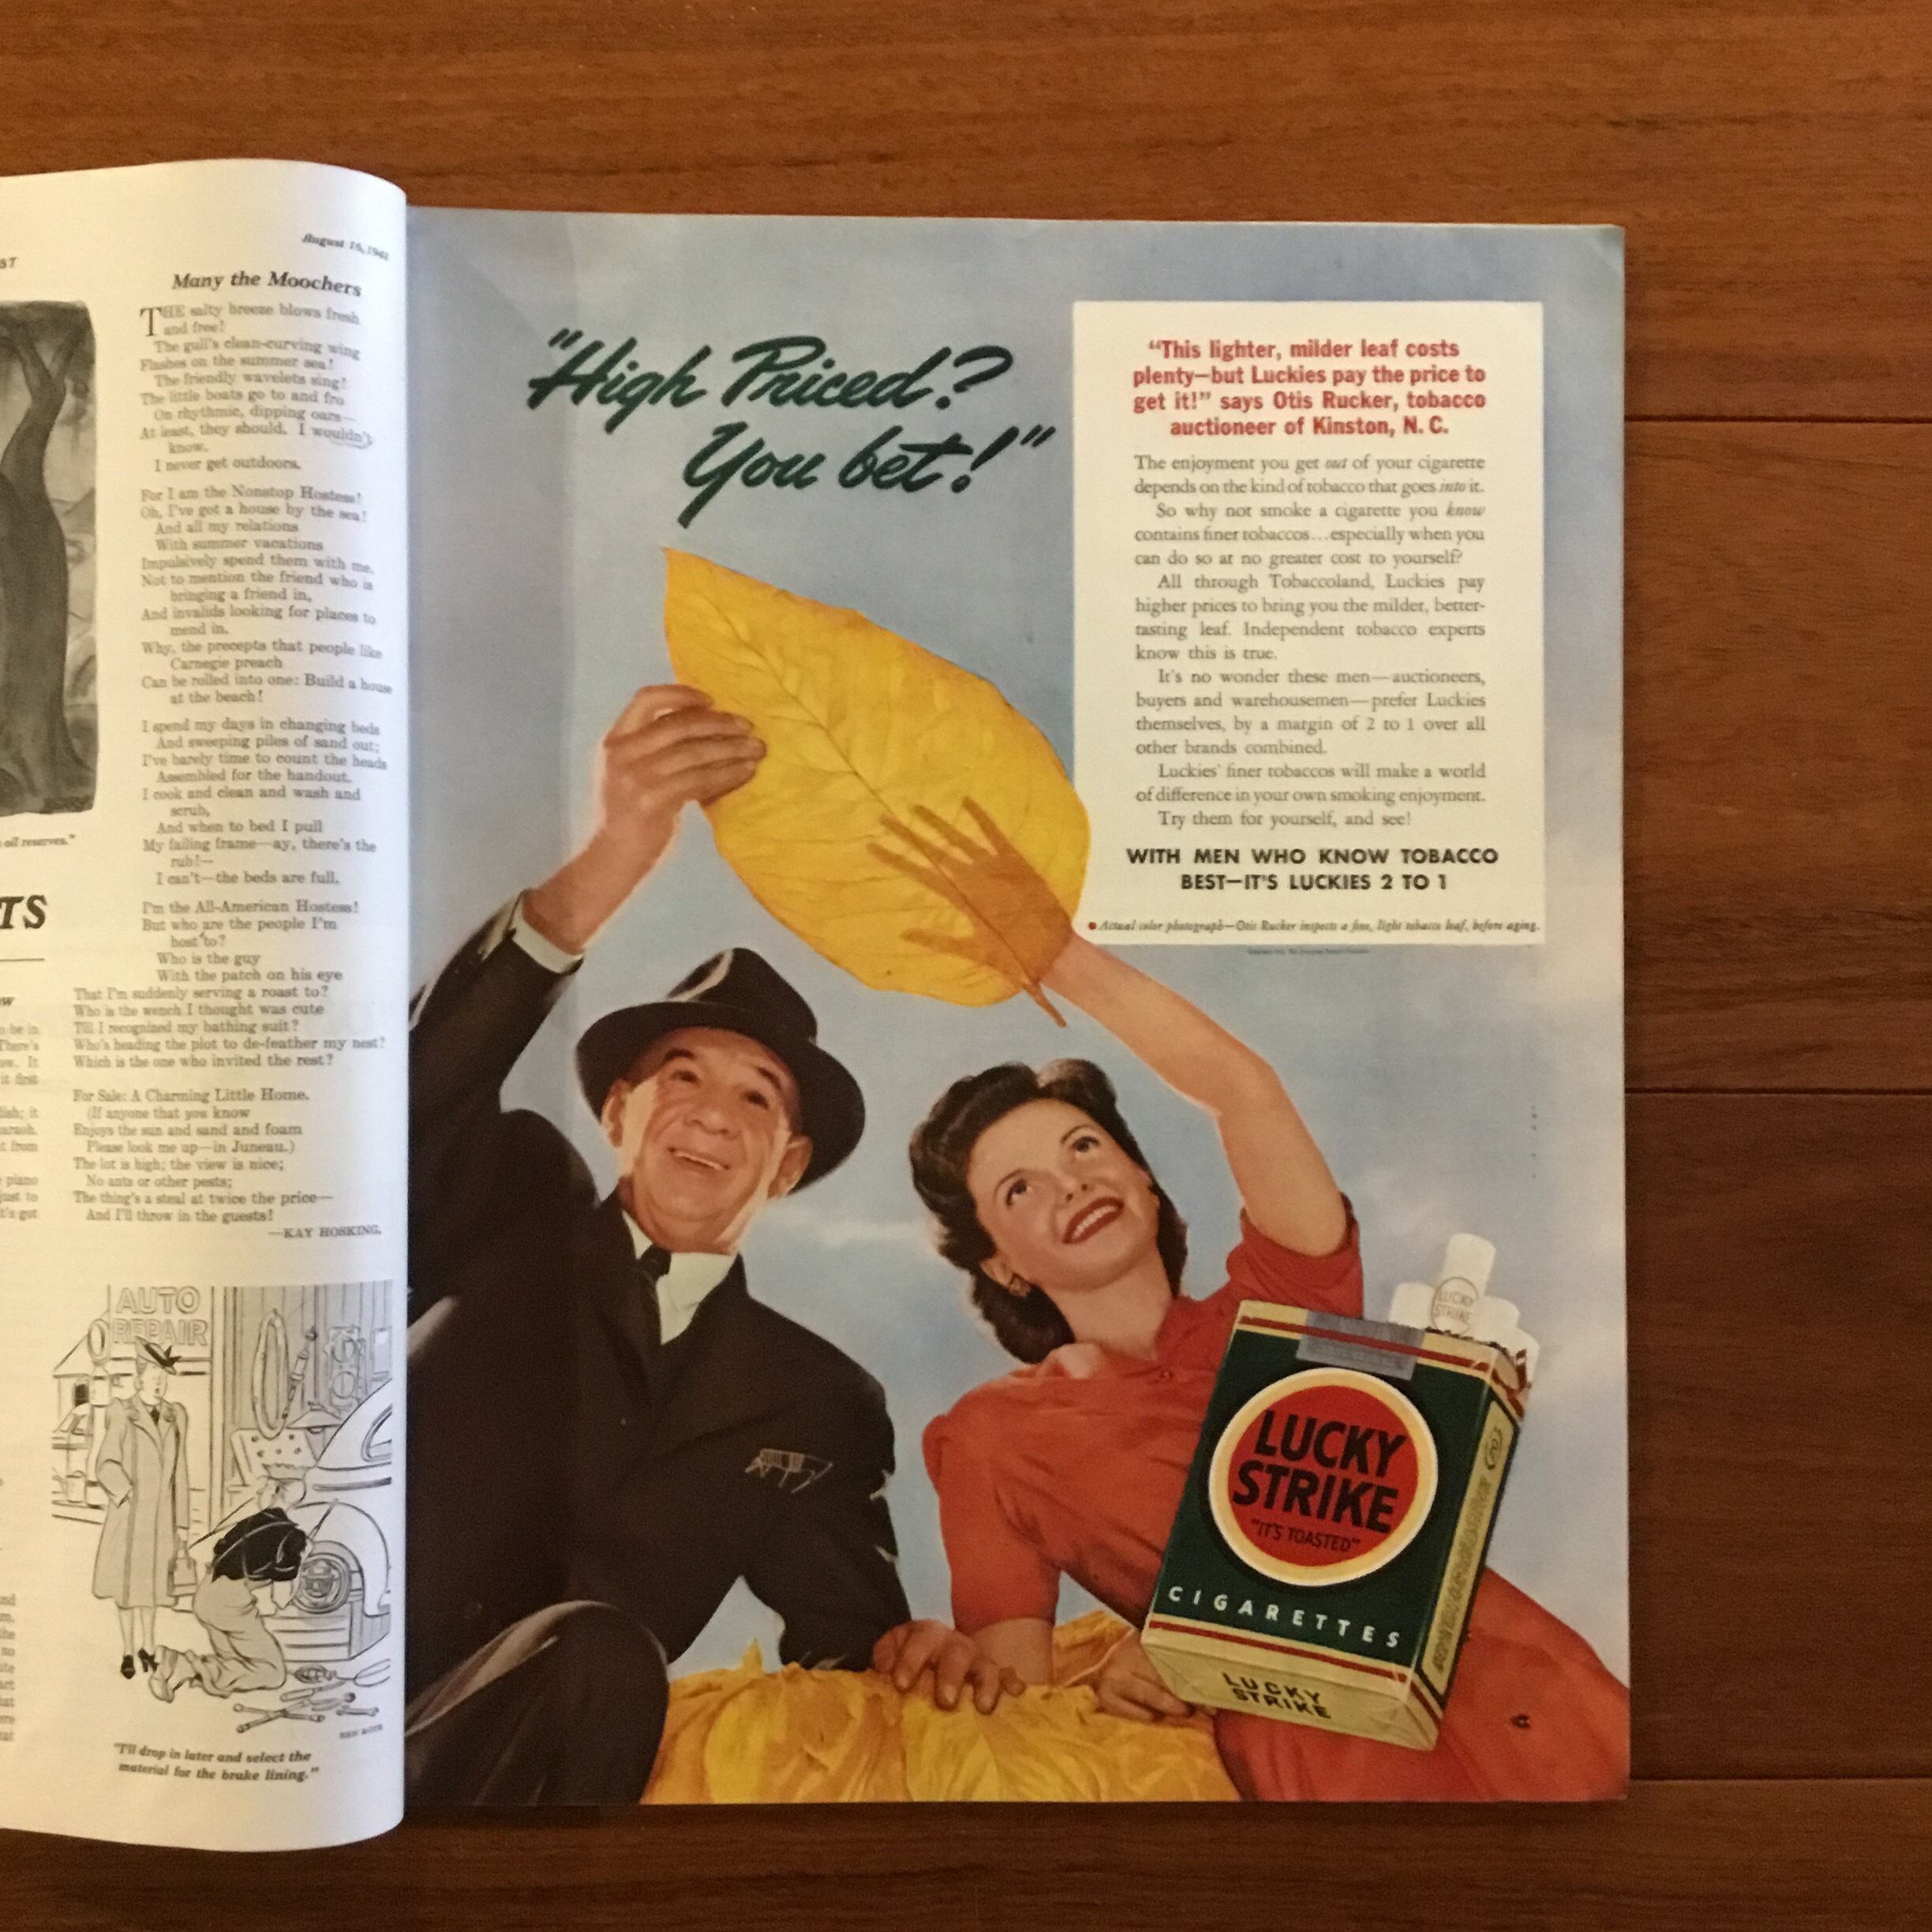 ST
August 16, 1941
Many the Moochers
THE salty breeze blows fresh
and free!
The gull's clean-curving wing
Flashes on the summer sea!
The friendly wavelets sing!
The little boats go to and fro
On rhythmic, dipping oars—
At least, they should. I wouldn't
know.
I never get outdoors.
For I am the Nonstop Hostess!
Oh, I've got a house by the sea!
And all my relations
With summer vacations
Impulsively spend them with me.
Not to mention the friend who is
bringing a friend in,
And invalids looking for places to
mend in.
Why, the precepts that people like
Carnegie preach
Can be rolled into one: Build a house
at the beach!
I spend my days in changing beds
And sweeping piles of sand out;
I've barely time to count the heads
Assembled for the handout.
I cook and clean and wash and
scrub,
And when to bed I pull
My failing frame—ay, there's the
rub!—
I can't—the beds are full.
I'm the All-American Hostess!
But who are the people I'm
host to?
Who is the guy
With the patch on his eye
That I'm suddenly serving a roast to?
Who is the wench I thought was cute
Till I recognized my bathing suit?
Who's heading the plot to de-feather my nest?
Which is the one who invited the rest?
For Sale: A Charming Little Home.
(If anyone that you know
Enjoys the sun and sand and foam
Please look me up—in Juneau.)
The lot is high; the view is nice;
No ants or other pests;
The thing's a steal at twice the price—
And I'll throw in the guests!
—KAY HOSKING.
oil reserves."
TS
AUTO
REPAIR
BEN ROTH
"I'll drop in later and select the
material for the brake lining."
"High Priced?
You bet!"
"This lighter, milder leaf costs
plenty—but Luckies pay the price to
get it!" says Otis Rucker, tobacco
auctioneer of Kinston, N. C.
The enjoyment you get out of your cigarette
depends on the kind of tobacco that goes into it.
So why not smoke a cigarette you know
contains finer tobaccos...especially when you
can do so at no greater cost to yourself?
All through Tobaccoland, Luckies pay
higher prices to bring you the milder, better-
tasting leaf. Independent tobacco experts
know this is true.
It's no wonder these men—auctioneers,
buyers and warehousemen—prefer Luckies
themselves, by a margin of 2 to 1 over all
other brands combined.
Luckies' finer tobaccos will make a world
of difference in your own smoking enjoyment.
Try them for yourself, and see!
WITH MEN WHO KNOW TOBACCO
BEST—IT'S LUCKIES 2 TO 1
Actual color photograph—Otis Rucker inspects a fine, light tobacco leaf, before aging.
LUCKY
STRIKE
LUCKY
STRIKE
"IT'S TOASTED"
CIGARETTES
LUCKY
STRIKE